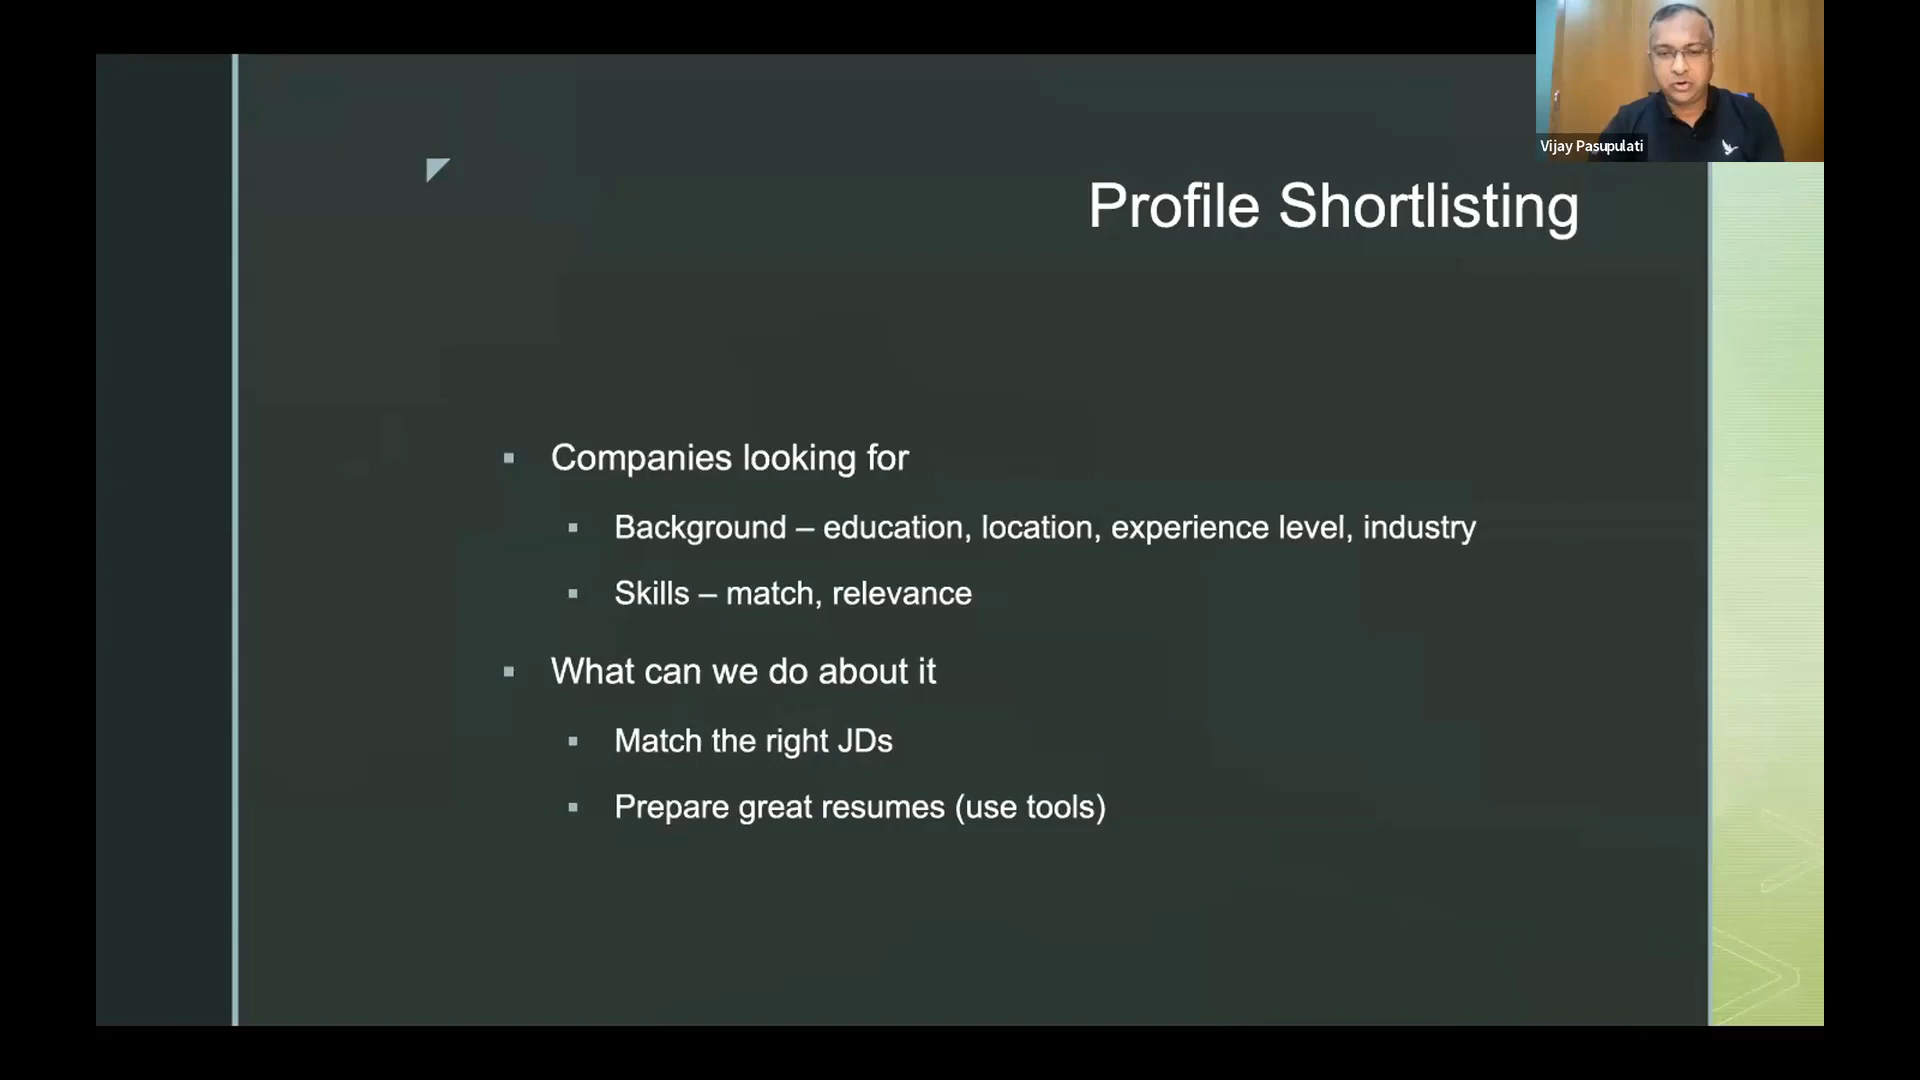 Vijay Pasupulati
Profile Shortlisting
▪ Companies looking for
▪ Background – education, location, experience level, industry
▪ Skills – match, relevance
▪ What can we do about it
▪ Match the right JDs
▪ Prepare great resumes (use tools)